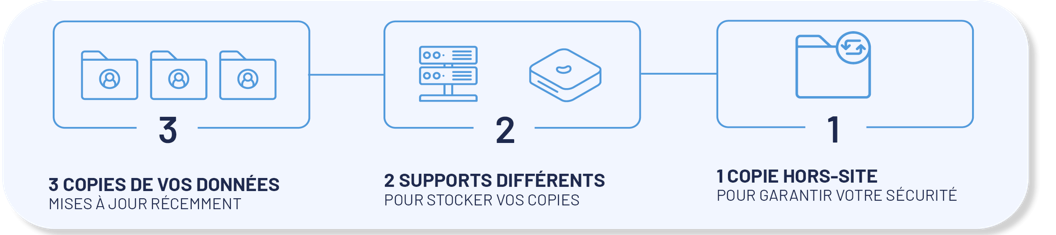 3
3 COPIES DE VOS DONNÉES
MISES À JOUR RÉCEMMENT
2
2 SUPPORTS DIFFÉRENTS
POUR STOCKER VOS COPIES
1
1 COPIE HORS-SITE
POUR GARANTIR VOTRE SÉCURITÉ